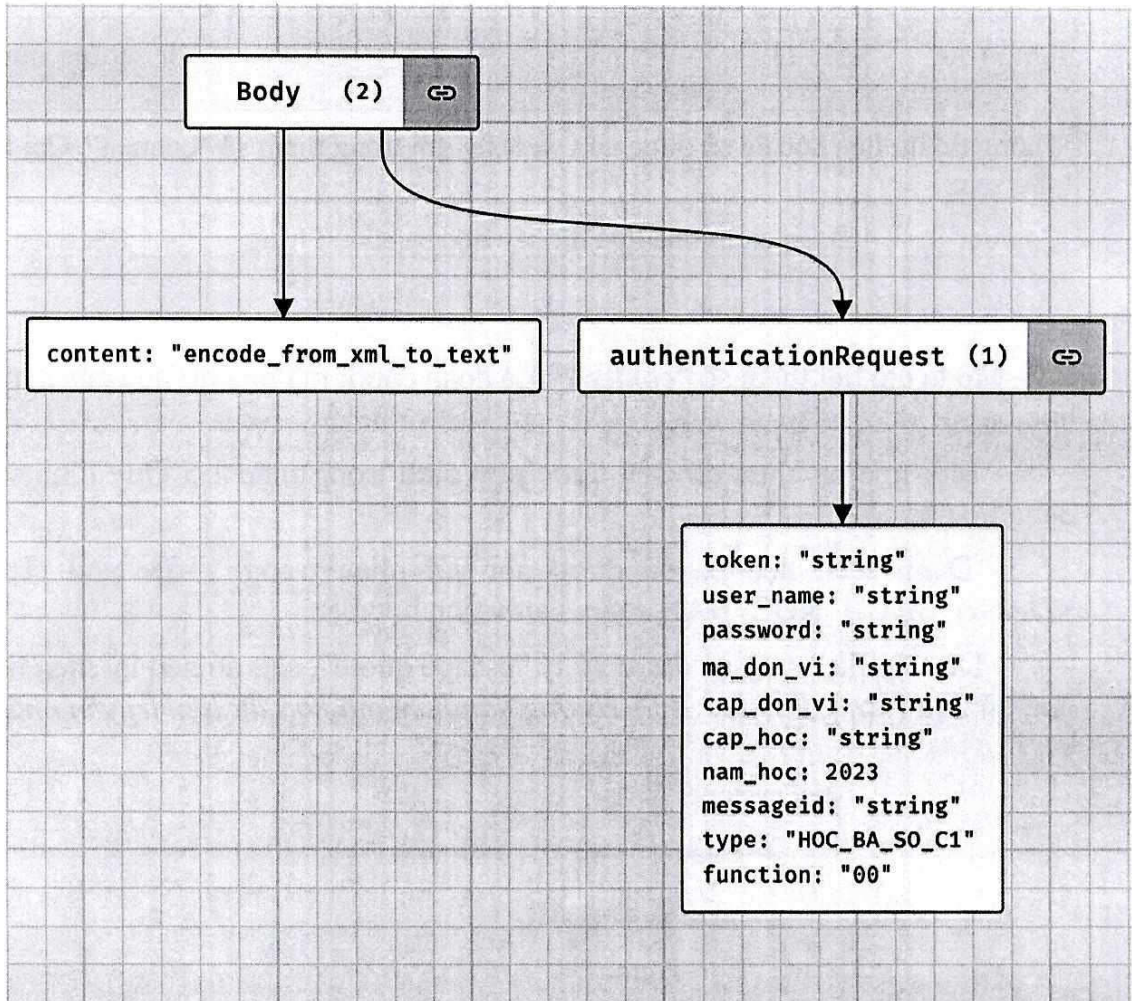 Body (2)
content: "encode_from_xml_to_text"
authenticationRequest (1)
token: "string"
user_name: "string"
password: "string"
ma_don_vi: "string"
cap_don_vi: "string"
cap_hoc: "string"
nam_hoc: 2023
messageid: "string"
type: "HOC_BA_SO_C1"
function: "00"